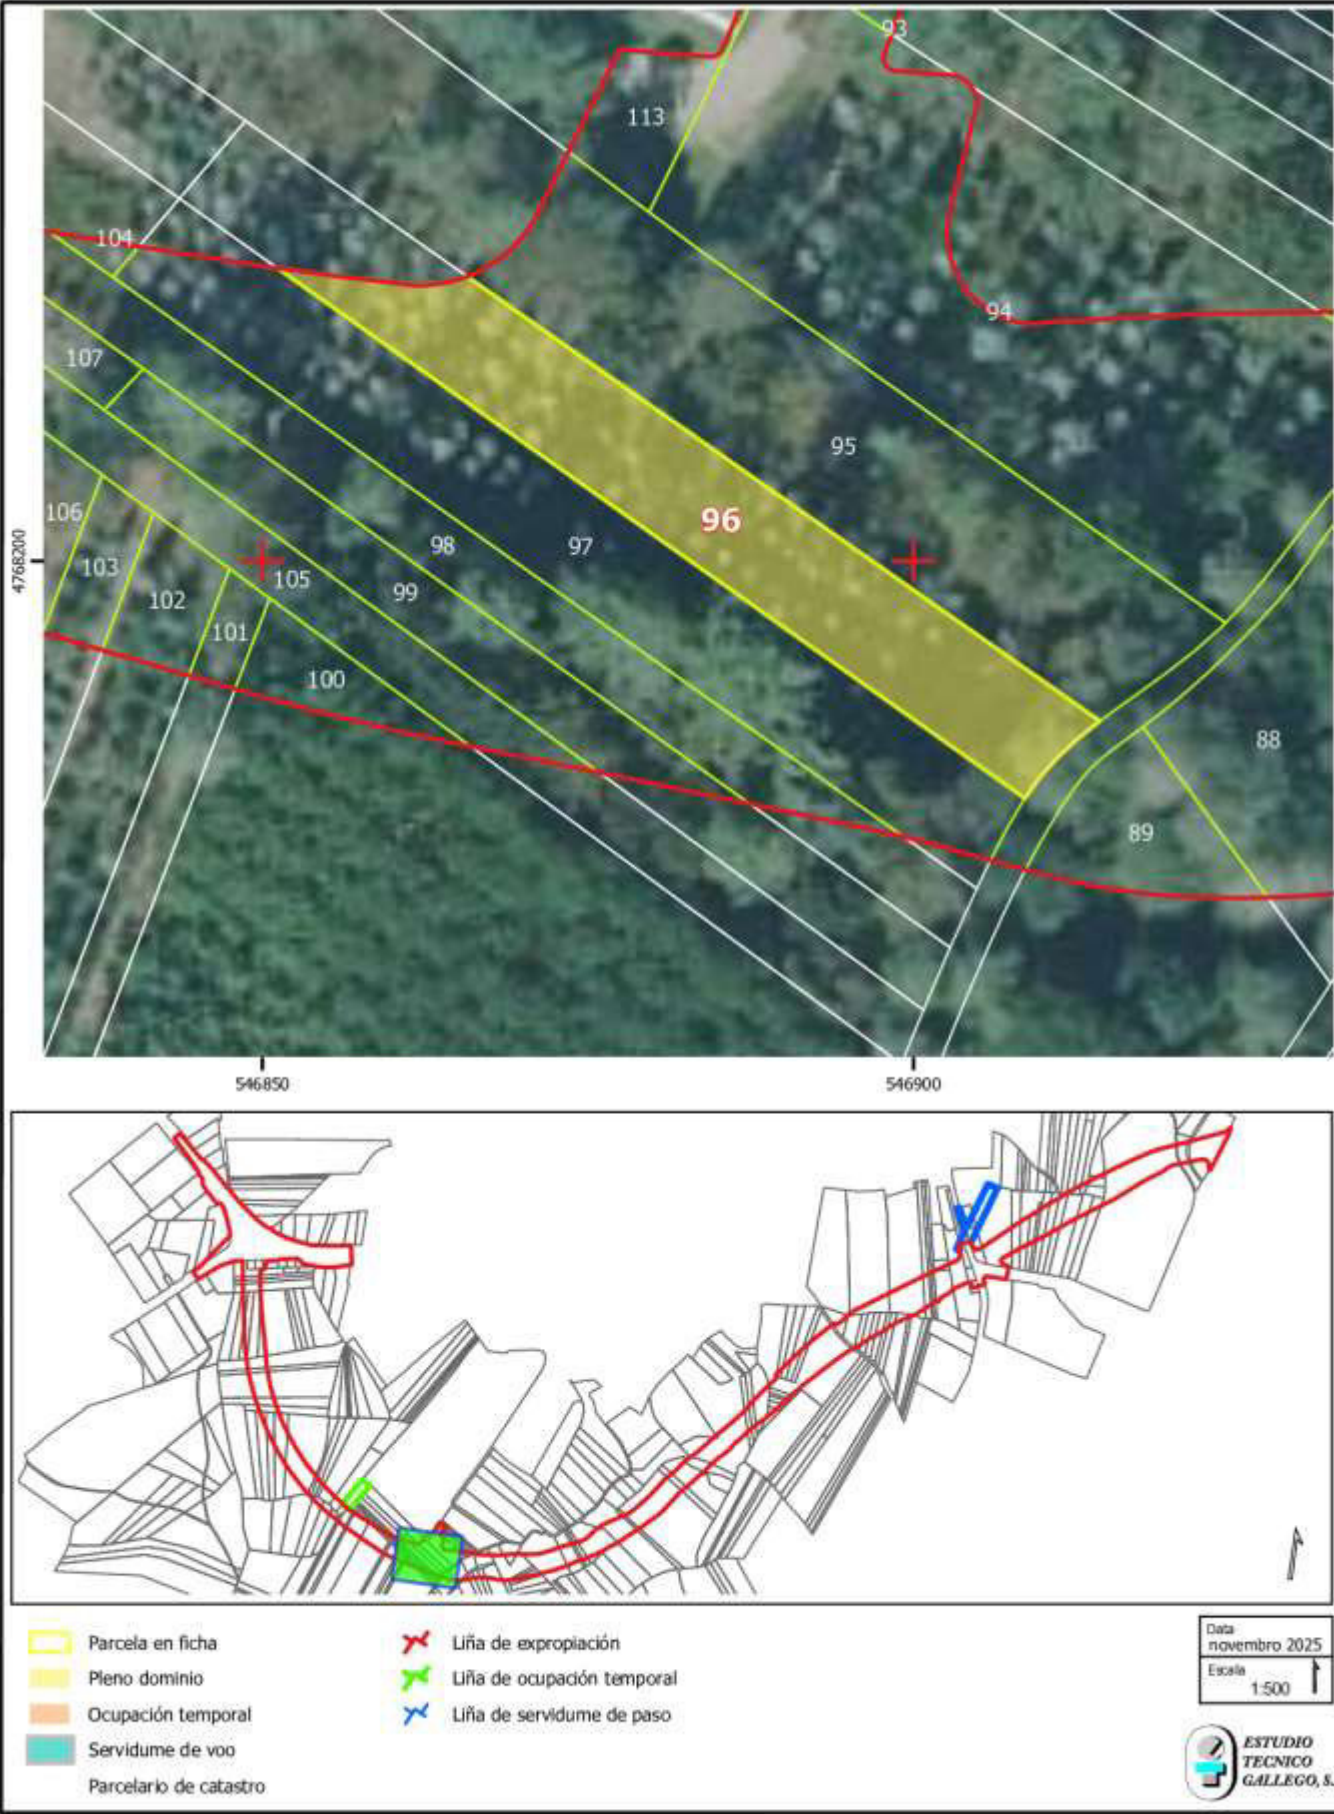 93
113
104
94
107
95
96
106
98
97
103
105
99
102
101
100
88
89
4768200
546850
546900
Parcela en ficha
Pleno dominio
Ocupación temporal
Servidume de voo
Parcelario de catastro
Liña de expropiación
Liña de ocupación temporal
Liña de servidume de paso
Data
novembro 2025
Escala
1:500
ESTUDIO
TECNICO
GALLEGO, S.